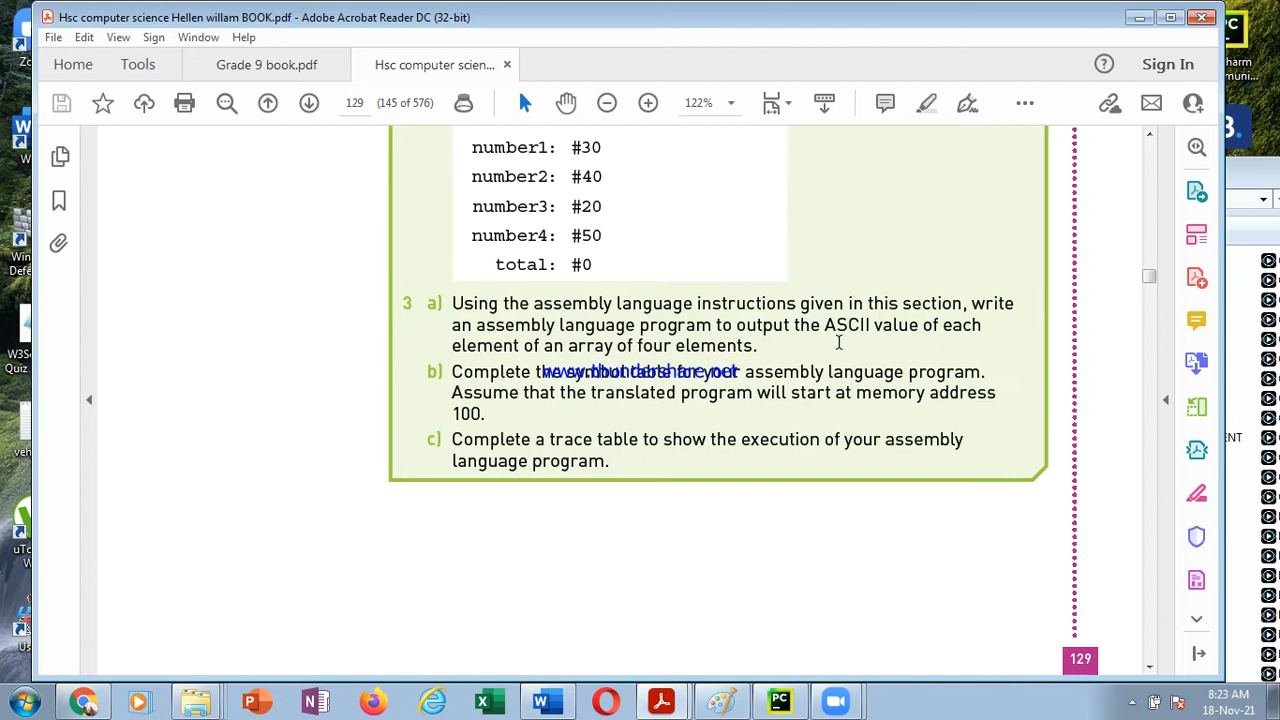 Hsc computer science Hellen willam BOOK.pdf - Adobe Acrobat Reader DC (32-bit)
File Edit View Sign Window Help
Home Tools Grade 9 book.pdf Hsc computer scien... × ? Sign In
129 (145 of 576) 122%
number1: #30
number2: #40
number3: #20
number4: #50
total: #0
3 a) Using the assembly language instructions given in this section, write
an assembly language program to output the ASCII value of each
element of an array of four elements.
b) Complete the symbol table for your assembly language program.
www.thundershare.net
Assume that the translated program will start at memory address
100.
c) Complete a trace table to show the execution of your assembly
language program.
129
8:23 AM
18-Nov-21